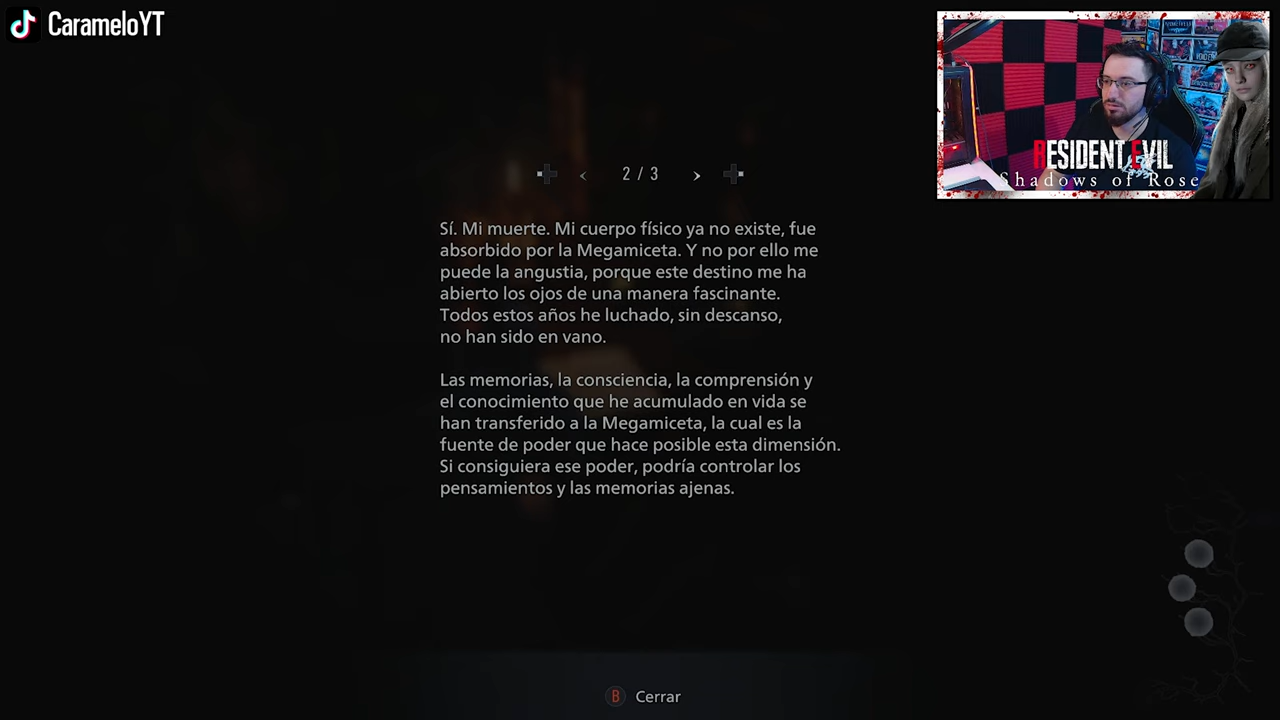 CarameloYT
RESIDENT EVIL
Shadows of Rose
2 / 3
Sí. Mi muerte. Mi cuerpo físico ya no existe, fue
absorbido por la Megamiceta. Y no por ello me
puede la angustia, porque este destino me ha
abierto los ojos de una manera fascinante.
Todos estos años he luchado, sin descanso,
no han sido en vano.
Las memorias, la consciencia, la comprensión y
el conocimiento que he acumulado en vida se
han transferido a la Megamiceta, la cual es la
fuente de poder que hace posible esta dimensión.
Si consiguiera ese poder, podría controlar los
pensamientos y las memorias ajenas.
B Cerrar